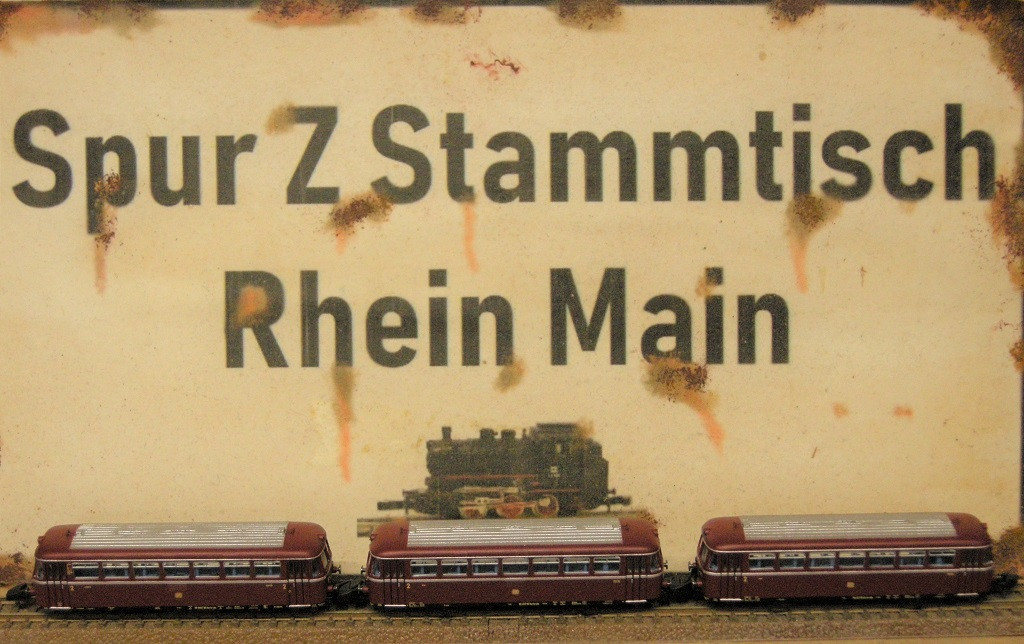 Spur Z Stammtisch
Rhein Main